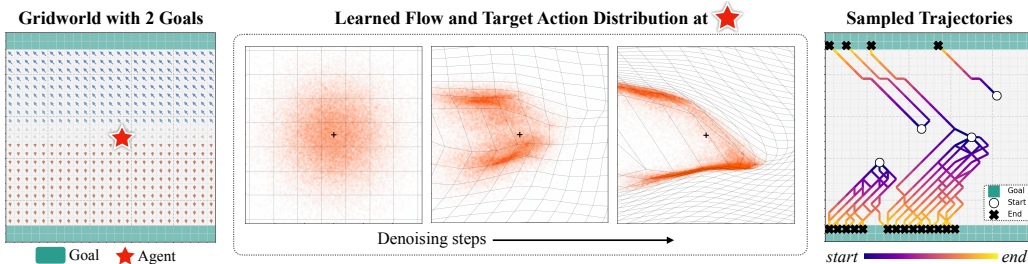 Gridworld with 2 Goals
Learned Flow and Target Action Distribution at
Sampled Trajectories
Goal
Start
End
Denoising steps
Goal
Agent
start
end